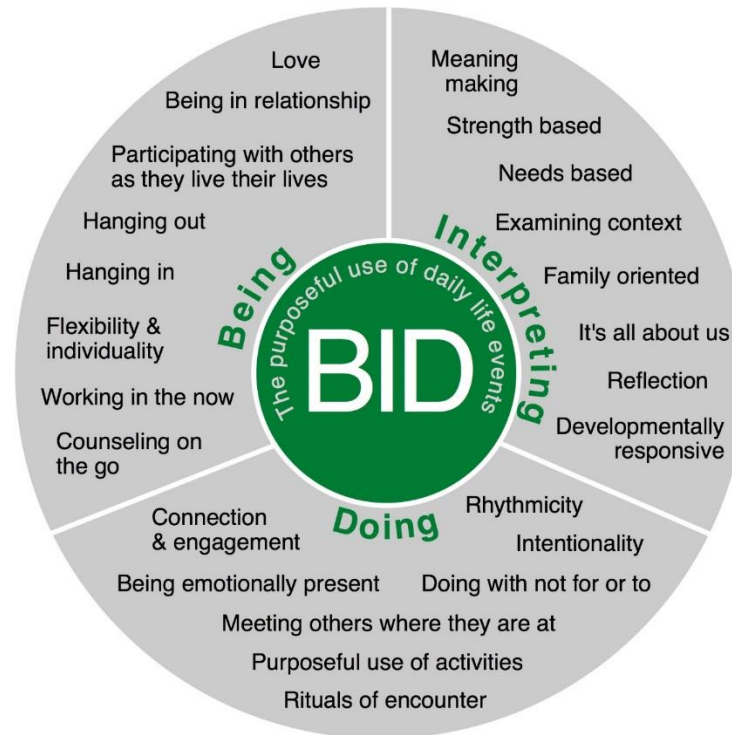 Love
Being in relationship
Participating with others
as they live their lives
Hanging out
Hanging in
Flexibility &
individuality
Working in the now
Counseling on
the go
Being
Meaning
making
Strength based
Needs based
Examining context
Family oriented
It's all about us
Reflection
Developmentally
responsive
Interpreting
The purposeful use of daily life events
BID
Doing
Rhythmicity
Connection
& engagement
Intentionality
Being emotionally present
Doing with not for or to
Meeting others where they are at
Purposeful use of activities
Rituals of encounter